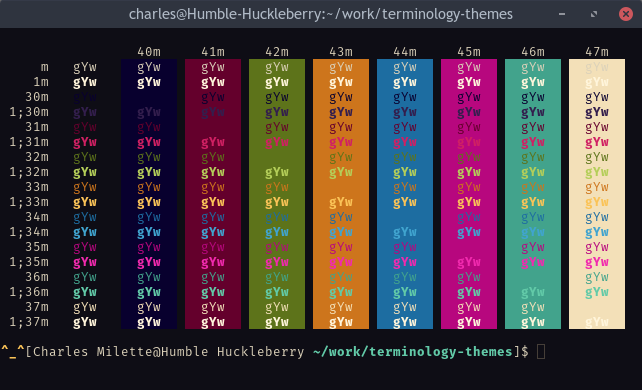 charles@Humble-Huckleberry:~/work/terminology-themes
40m 41m 42m 43m 44m 45m 46m 47m
m gYw gYw gYw gYw gYw gYw gYw gYw gYw
1m gYw gYw gYw gYw gYw gYw gYw gYw gYw
30m gYw gYw gYw gYw gYw gYw gYw
1;30m gYw gYw gYw gYw gYw gYw gYw gYw gYw
31m gYw gYw gYw gYw gYw gYw gYw gYw
1;31m gYw gYw gYw gYw gYw gYw gYw gYw gYw
32m gYw gYw gYw gYw gYw gYw gYw gYw
1;32m gYw gYw gYw gYw gYw gYw gYw gYw gYw
33m gYw gYw gYw gYw gYw gYw gYw gYw
1;33m gYw gYw gYw gYw gYw gYw gYw gYw gYw
34m gYw gYw gYw gYw gYw gYw gYw gYw
1;34m gYw gYw gYw gYw gYw gYw gYw gYw gYw
35m gYw gYw gYw gYw gYw gYw gYw gYw
1;35m gYw gYw gYw gYw gYw gYw gYw gYw gYw
36m gYw gYw gYw gYw gYw gYw gYw gYw
1;36m gYw gYw gYw gYw gYw gYw gYw gYw gYw
37m gYw gYw gYw gYw gYw gYw gYw gYw gYw
1;37m gYw gYw gYw gYw gYw gYw gYw gYw gYw
^_^[Charles Milette@Humble Huckleberry ~/work/terminology-themes]$